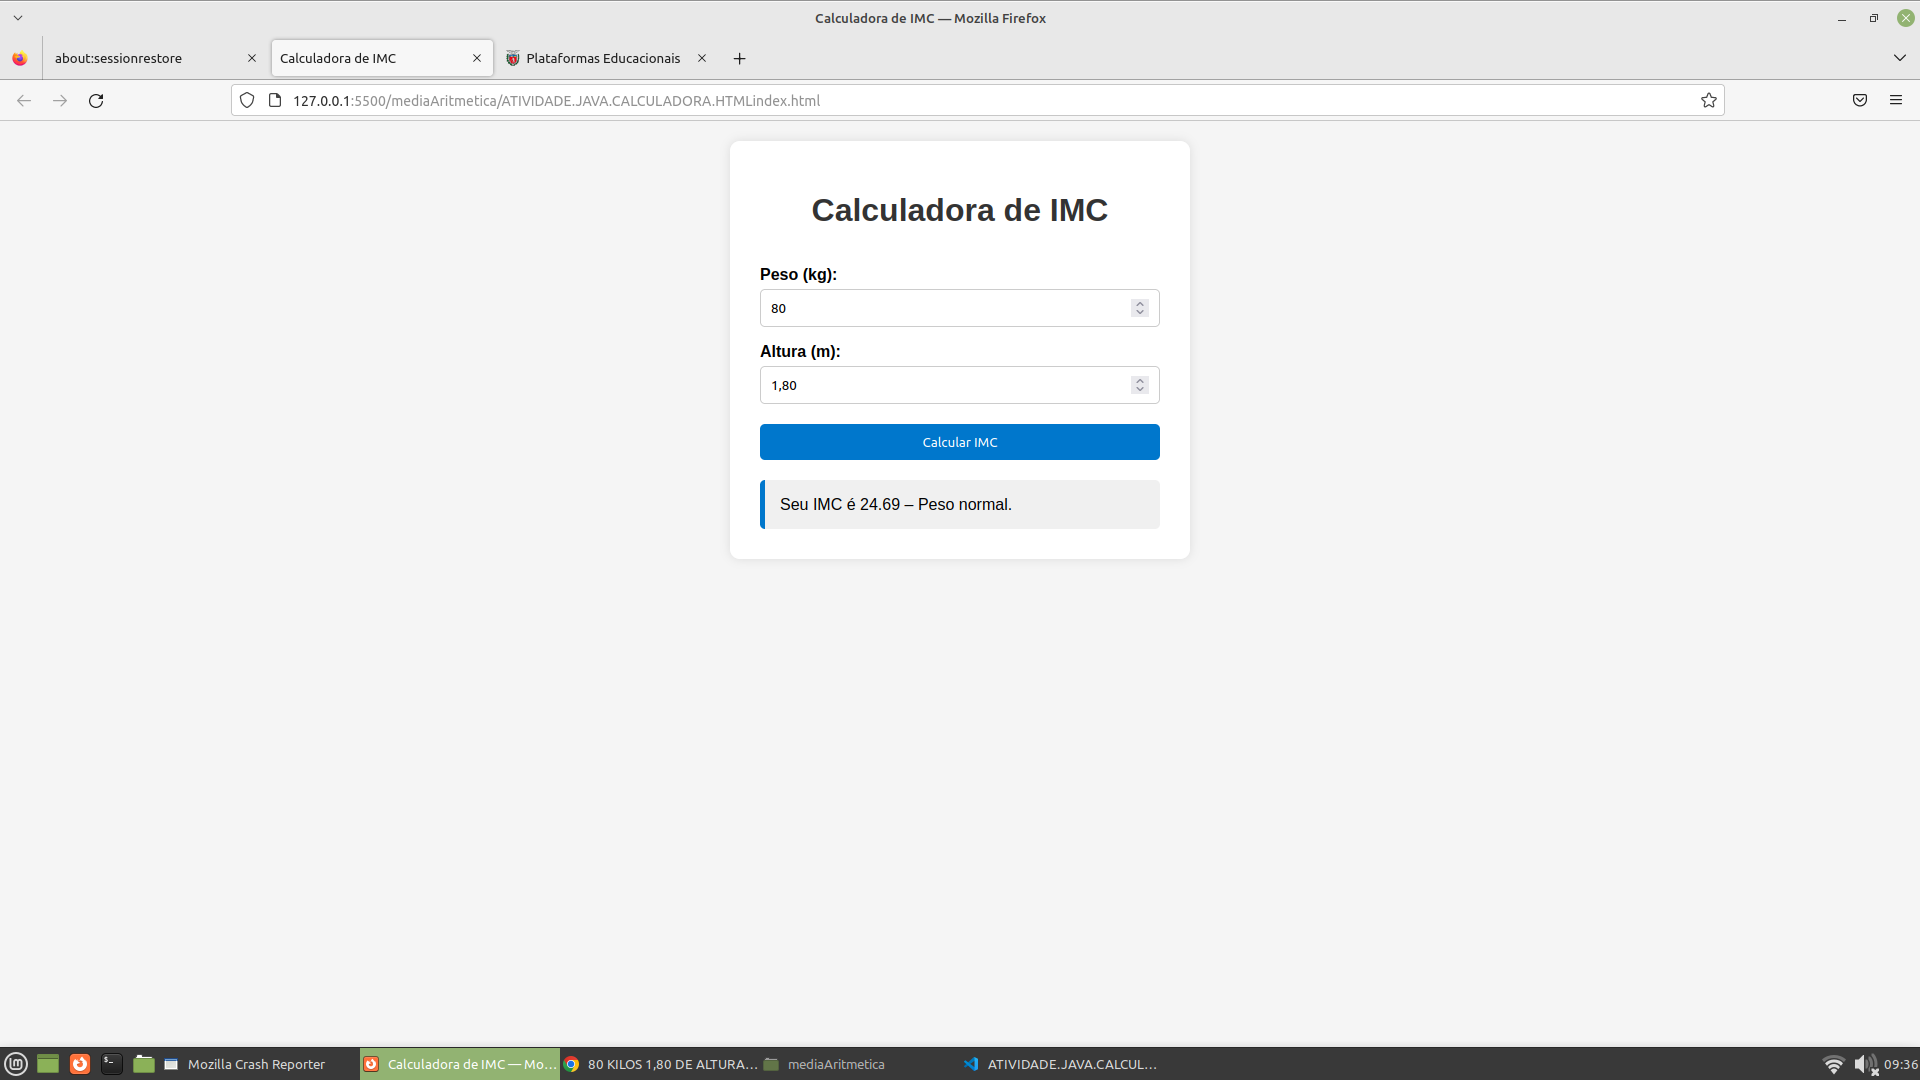 Calculadora de IMC — Mozilla Firefox
about:sessionrestore
Calculadora de IMC
Plataformas Educacionais
127.0.0.1:5500/mediaAritmetica/ATIVIDADE.JAVA.CALCULADORA.HTMLindex.html
Calculadora de IMC
Peso (kg):
80
Altura (m):
1,80
Calcular IMC
Seu IMC é 24.69 – Peso normal.
Mozilla Crash Reporter
Calculadora de IMC — Mo...
80 KILOS 1,80 DE ALTURA...
mediaAritmetica
ATIVIDADE.JAVA.CALCUL...
09:36